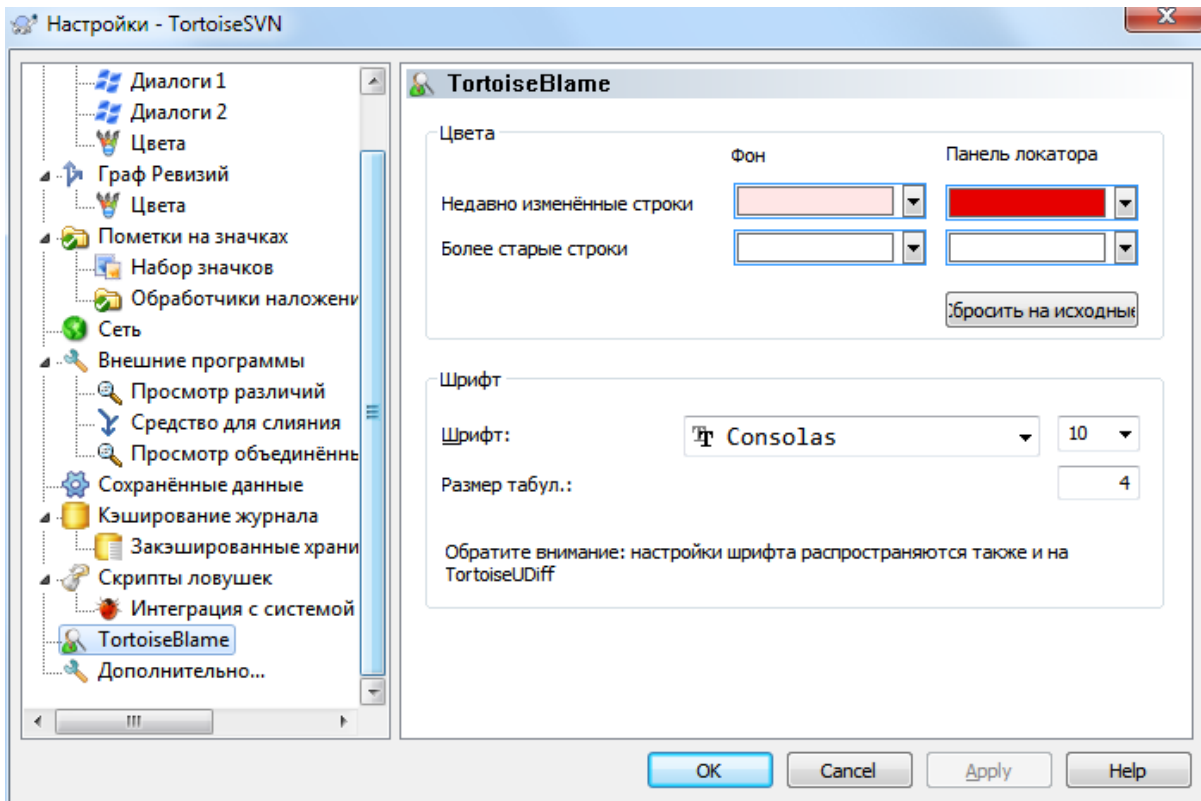 Настройки - TortoiseSVN
Диалоги 1
Диалоги 2
Цвета
Граф Ревизий
Цвета
Пометки на значках
Набор значков
Обработчики наложени
Сеть
Внешние программы
Просмотр различий
Средство для слияния
Просмотр объединённь
Сохранённые данные
Кэширование журнала
Закэшированные храни
Скрипты ловушек
Интеграция с системой
TortoiseBlame
Дополнительно...
TortoiseBlame
Цвета
Фон
Панель локатора
Недавно изменённые строки
Более старые строки
Сбросить на исходные
Шрифт
Шрифт:
Consolas
10
Размер табул.:
4
Обратите внимание: настройки шрифта распространяются также и на
TortoiseUDiff
OK
Cancel
Apply
Help